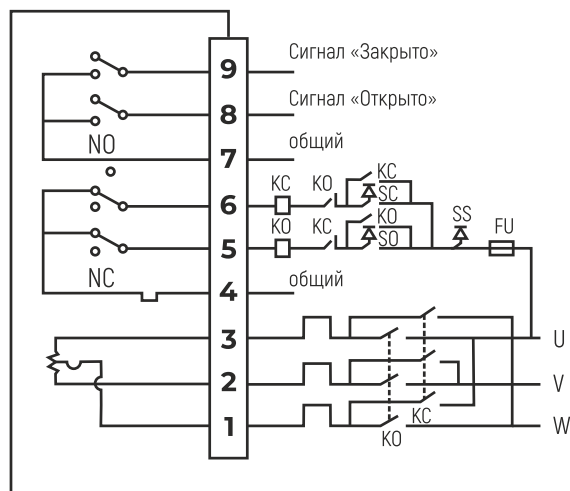 9 Сигнал «Закрыто»
8 Сигнал «Открыто»
NO
7 общий
6 KC KO KC
SC
5 KO KC KO
SO SS FU
NC
4 общий
3 U
2 V
1 W
KC
KO